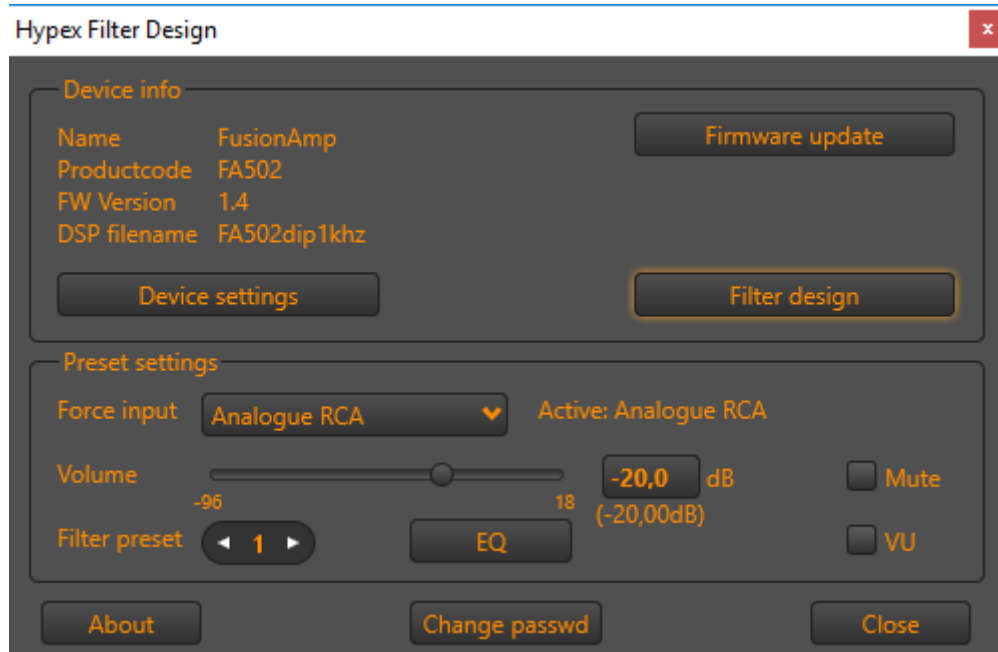 Hypex Filter Design
x
Device info
Name FusionAmp
Firmware update
Productcode FA502
FW Version 1.4
DSP filename FA502dip1khz
Device settings
Filter design
Preset settings
Force input Analogue RCA Active: Analogue RCA
Volume -20,0 dB Mute
-96 18 (-20,00dB)
Filter preset 1 EQ VU
About Change passwd Close